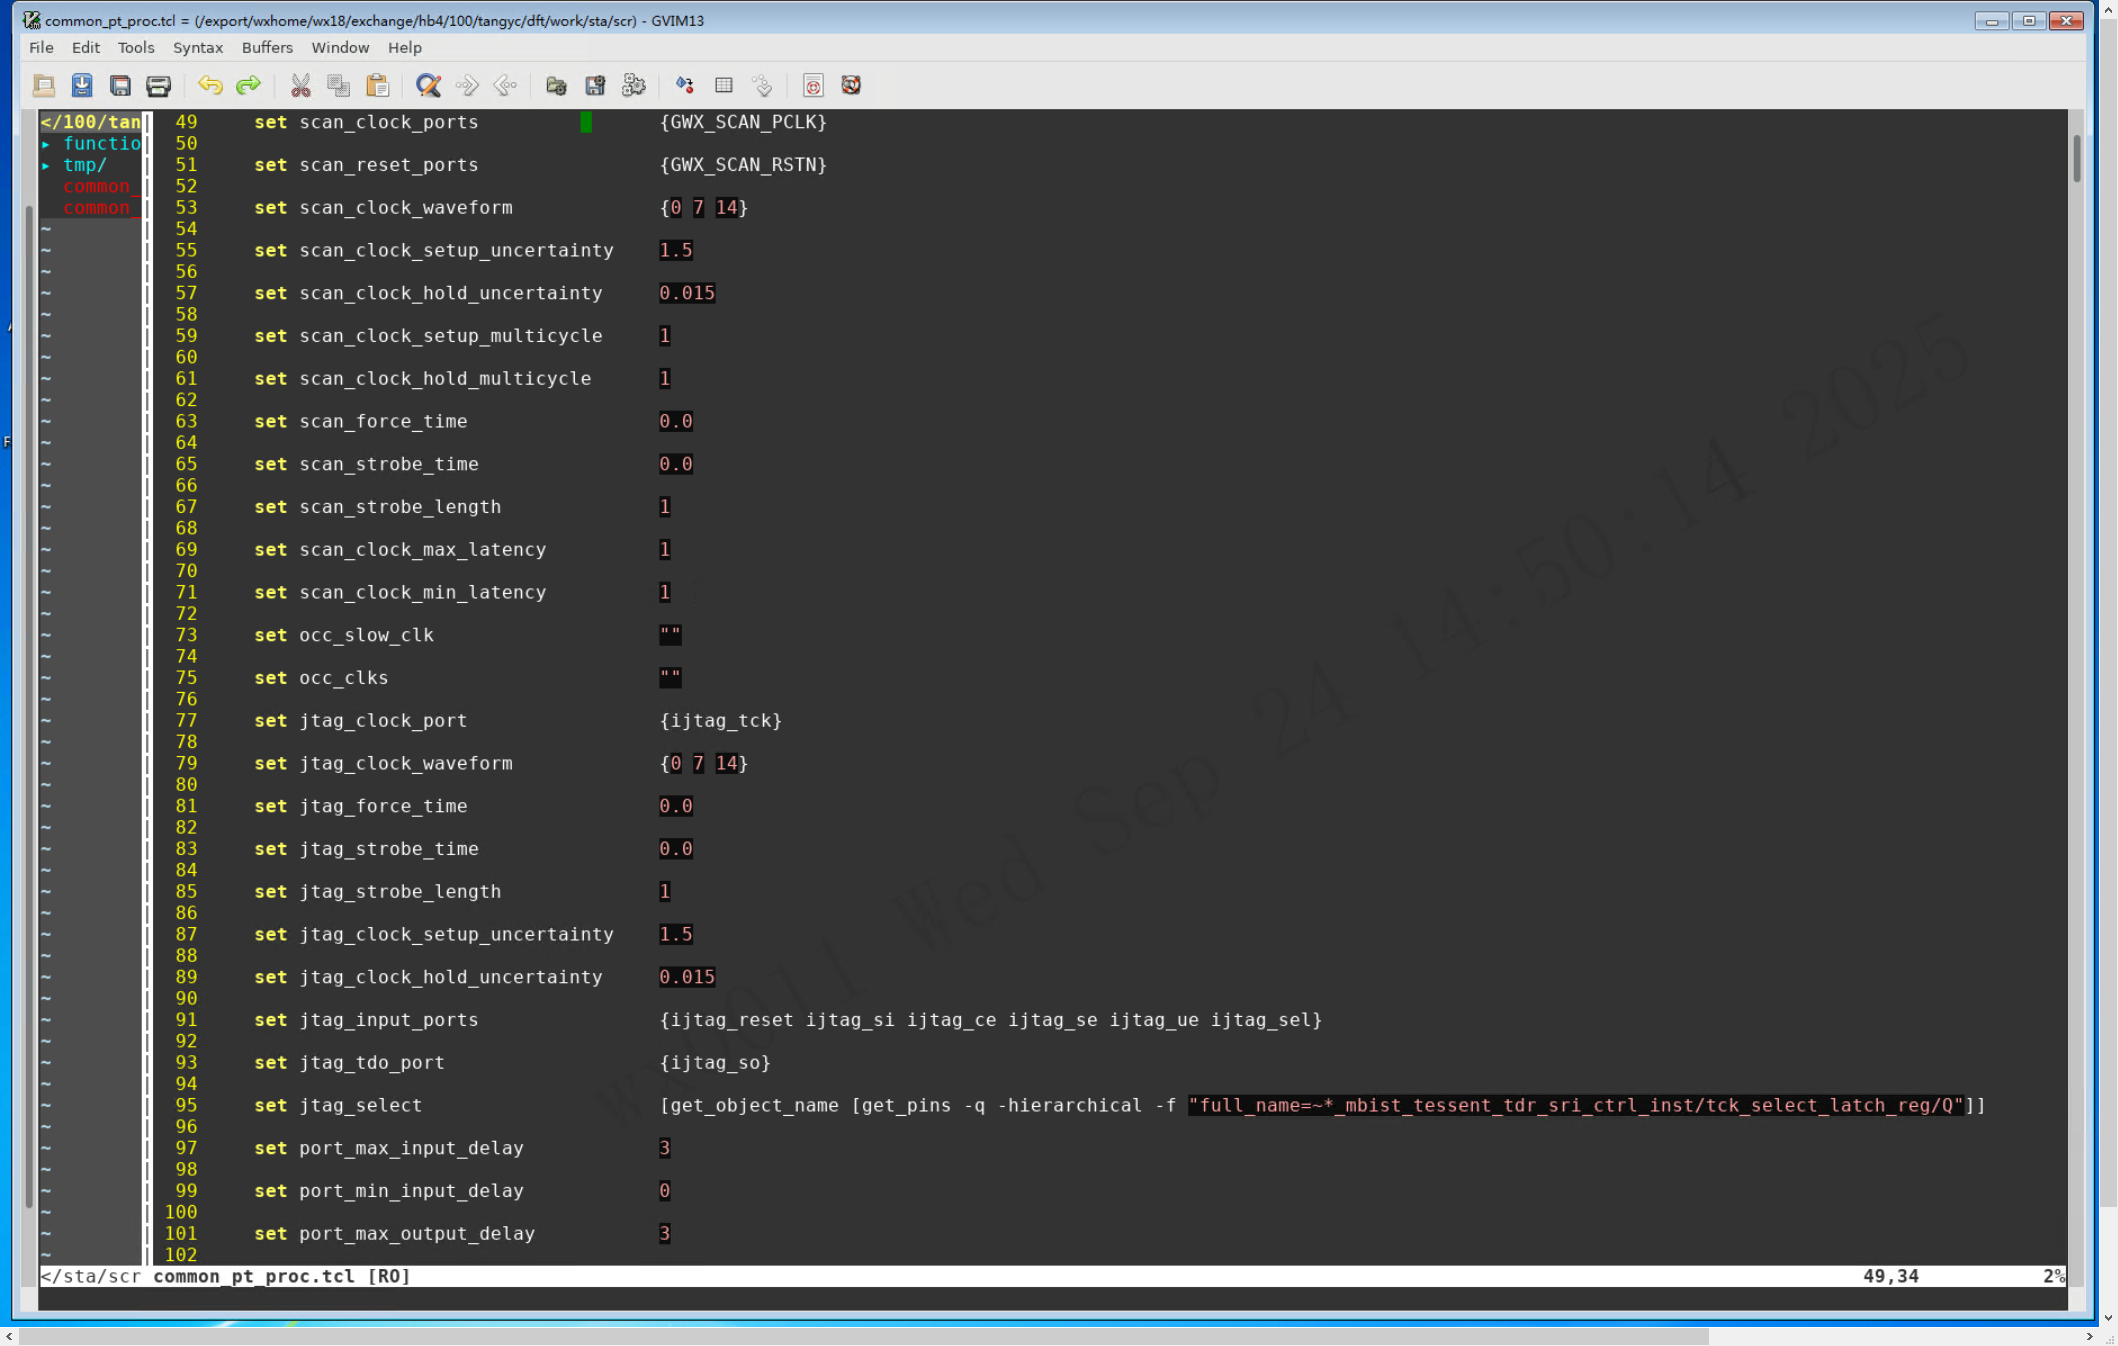 common_pt_proc.tcl = (/export/wxhome/wx18/exchange/hb4/100/tangyc/dft/work/sta/scr) - GVIM13
File Edit Tools Syntax Buffers Window Help
</100/tan
▸ functio
▸ tmp/
common_
common_
49 set scan_clock_ports {GWX_SCAN_PCLK}
50
51 set scan_reset_ports {GWX_SCAN_RSTN}
52
53 set scan_clock_waveform {0 7 14}
54
55 set scan_clock_setup_uncertainty 1.5
56
57 set scan_clock_hold_uncertainty 0.015
58
59 set scan_clock_setup_multicycle 1
60
61 set scan_clock_hold_multicycle 1
62
63 set scan_force_time 0.0
64
65 set scan_strobe_time 0.0
66
67 set scan_strobe_length 1
68
69 set scan_clock_max_latency 1
70
71 set scan_clock_min_latency 1
72
73 set occ_slow_clk ""
74
75 set occ_clks ""
76
77 set jtag_clock_port {ijtag_tck}
78
79 set jtag_clock_waveform {0 7 14}
80
81 set jtag_force_time 0.0
82
83 set jtag_strobe_time 0.0
84
85 set jtag_strobe_length 1
86
87 set jtag_clock_setup_uncertainty 1.5
88
89 set jtag_clock_hold_uncertainty 0.015
90
91 set jtag_input_ports {ijtag_reset ijtag_si ijtag_ce ijtag_se ijtag_ue ijtag_sel}
92
93 set jtag_tdo_port {ijtag_so}
94
95 set jtag_select [get_object_name [get_pins -q -hierarchical -f "full_name=~*_mbist_tessent_tdr_sri_ctrl_inst/tck_select_latch_reg/Q"]]
96
97 set port_max_input_delay 3
98
99 set port_min_input_delay 0
100
101 set port_max_output_delay 3
102
</sta/scr common_pt_proc.tcl [RO] 49,34 2%
Wed Sep 24 14:50:14 2025